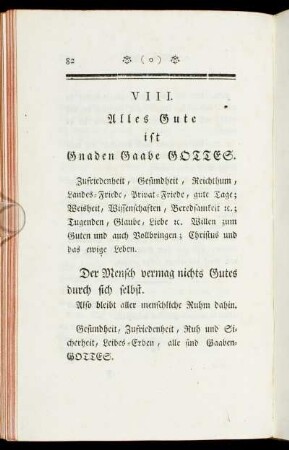 82 ( o )
VIII.
Alles Gute
ist
Gnaden Gaabe GOTTES.
Zufriedenheit, Gesundheit, Reichthum,
Landes-Friede, Privat-Friede, gute Tage;
Weisheit, Wissenschaften, Beredsamkeit ꝛc.;
Tugenden, Glaube, Liebe ꝛc. Willen zum
Guten und auch Vollbringen; Christus und
das ewige Leben.
Der Mensch vermag nichts Gutes
durch sich selbst.
Also bleibt aller menschliche Ruhm dahin.
Gesundheit, Zufriedenheit, Ruh und Si-
cherheit, Leibes-Erben, alle sind Gaaben-
GOTTES.